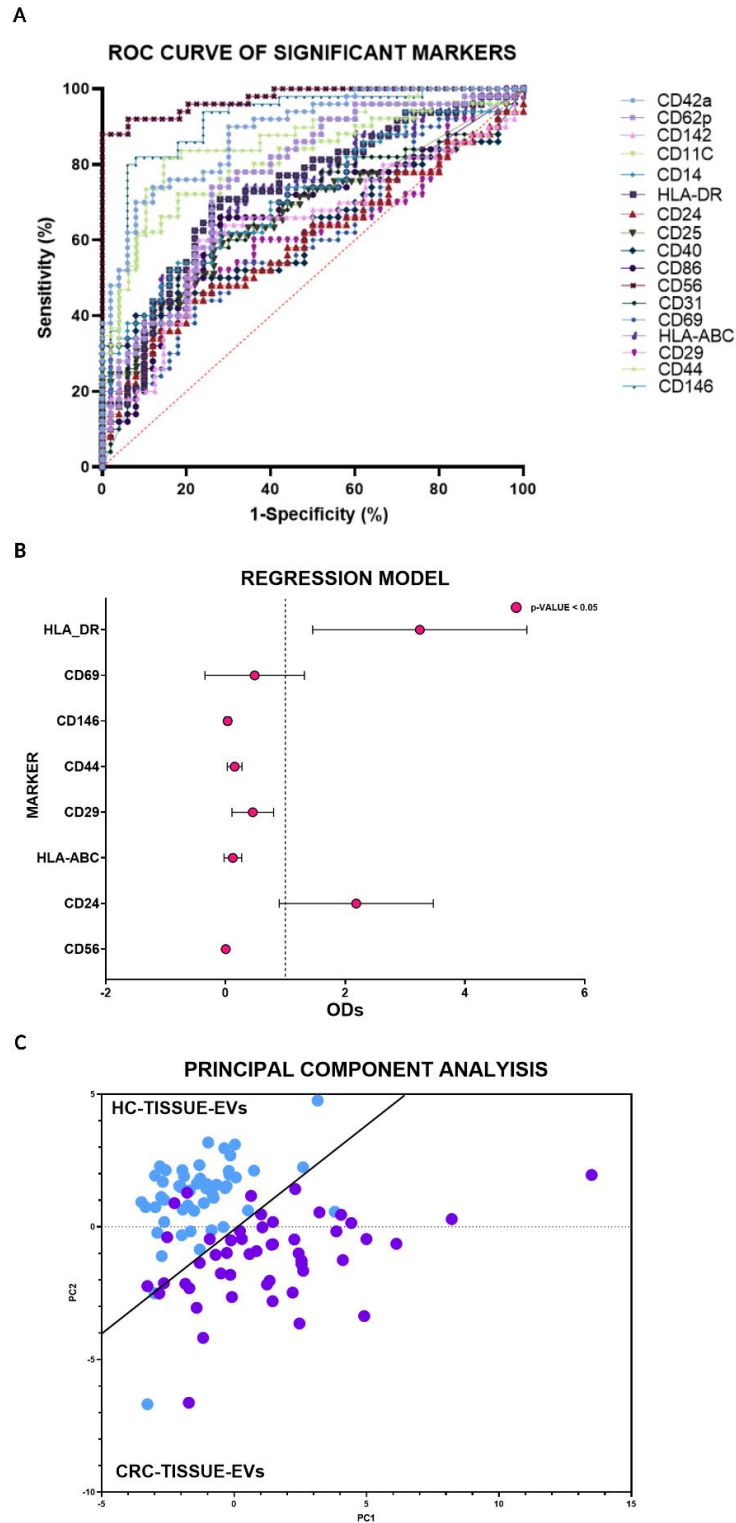 A
ROC CURVE OF SIGNIFICANT MARKERS
100
80
60
40
20
0
Sensitivity (%)
0 20 40 60 80 100
1-Specificity (%)
CD42a
CD62p
CD142
CD11C
CD14
HLA-DR
CD24
CD25
CD40
CD86
CD56
CD31
CD69
HLA-ABC
CD29
CD44
CD146
B
REGRESSION MODEL
p-VALUE < 0.05
MARKER
HLA_DR
CD69
CD146
CD44
CD29
HLA-ABC
CD24
CD56
-2 0 2 4 6
ODs
C
PRINCIPAL COMPONENT ANALYISIS
HC-TISSUE-EVs
5
0
-5
-10
PC2
CRC-TISSUE-EVs
-5 0 5 10 15
PC1